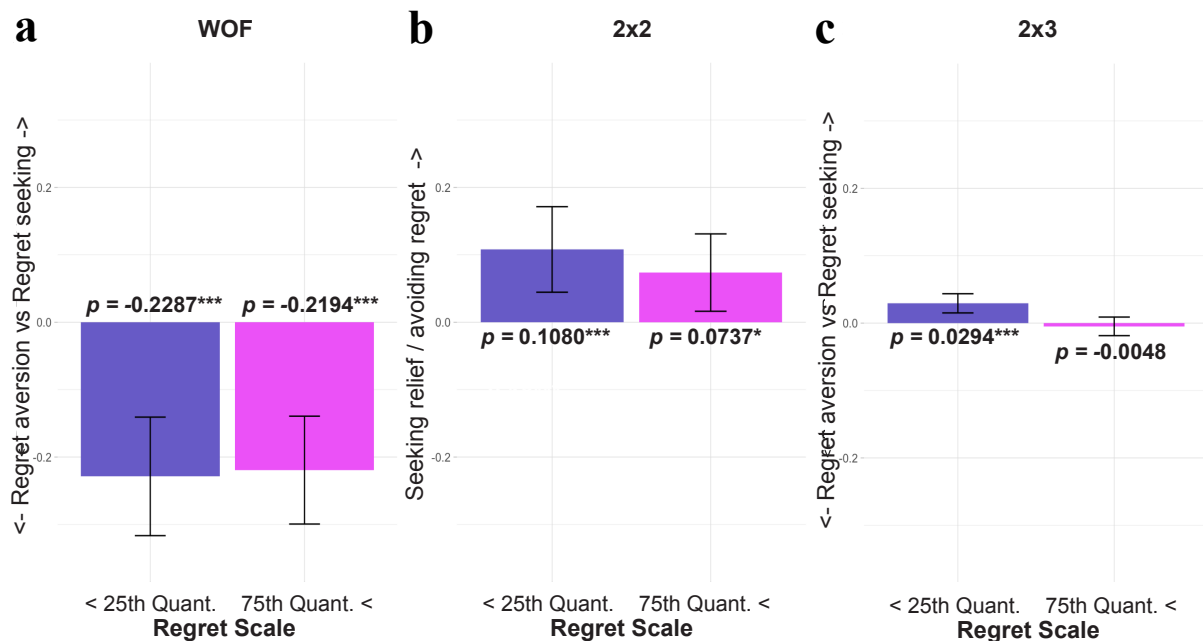 a
WOF
<- Regret aversion vs Regret seeking ->
0.2
0.0
-0.2
p = -0.2287***
p = -0.2194***
< 25th Quant.
75th Quant. <
Regret Scale
b
2x2
Seeking relief / avoiding regret ->
0.2
0.0
-0.2
p = 0.1080***
p = 0.0737*
< 25th Quant.
75th Quant. <
Regret Scale
c
2x3
<- Regret aversion vs Regret seeking ->
0.2
0.0
-0.2
p = 0.0294***
p = -0.0048
< 25th Quant.
75th Quant. <
Regret Scale